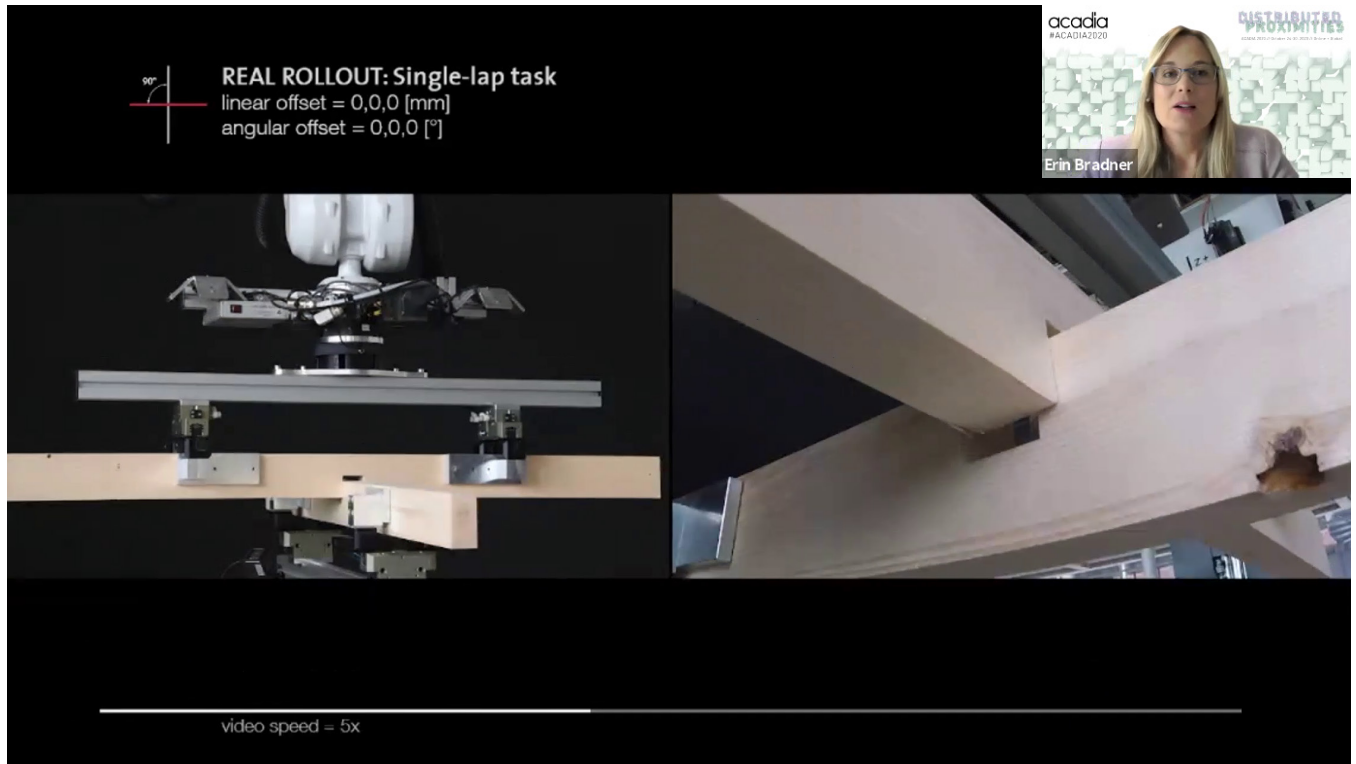 90°
REAL ROLLOUT: Single-lap task
linear offset = 0,0,0 [mm]
angular offset = 0,0,0 [°]
acadia
#ACADIA2020
DISTRIBUTED
PROXIMITIES
Erin Bradner
video speed = 5x